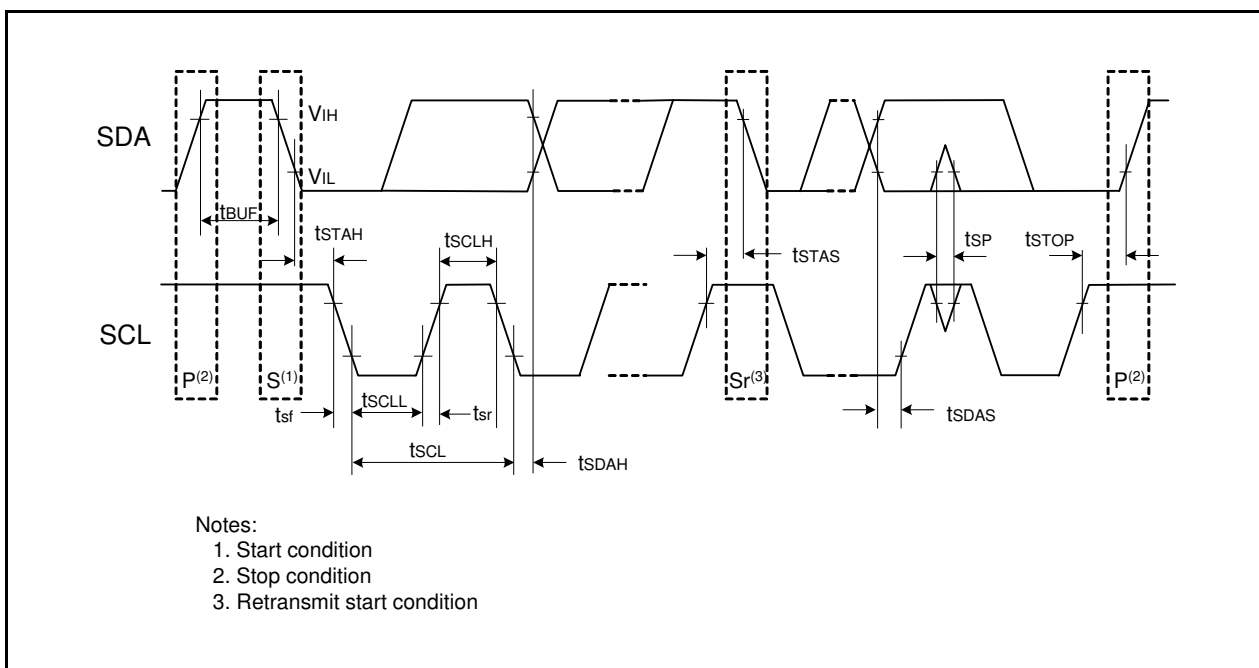 SDA
VIH
VIL
tBUF
tSTAH
tSCLH
tSTAS
tSP
tSTOP
SCL
P(2)
S(1)
Sr(3)
P(2)
tsf
tSCLL
tsr
tSCL
tSDAH
tSDAS
Notes:
1. Start condition
2. Stop condition
3. Retransmit start condition